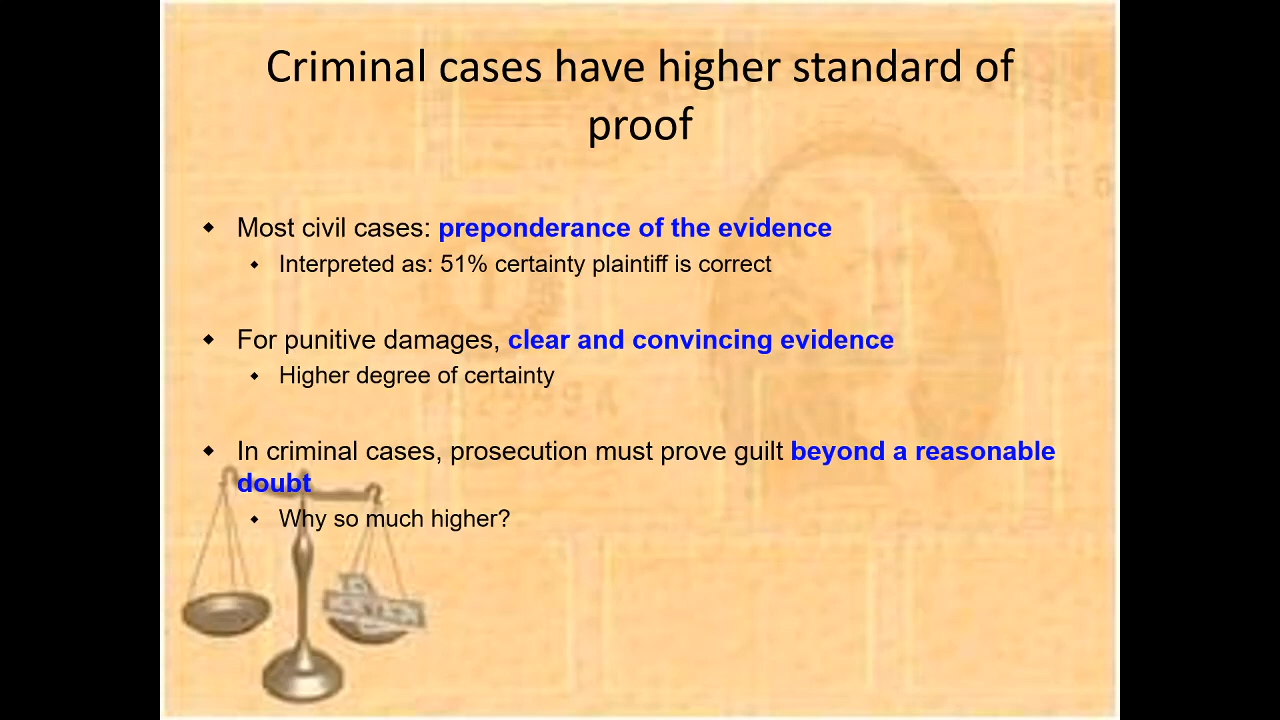 Criminal cases have higher standard of
proof
Most civil cases: preponderance of the evidence
Interpreted as: 51% certainty plaintiff is correct
For punitive damages, clear and convincing evidence
Higher degree of certainty
In criminal cases, prosecution must prove guilt beyond a reasonable
doubt
Why so much higher?